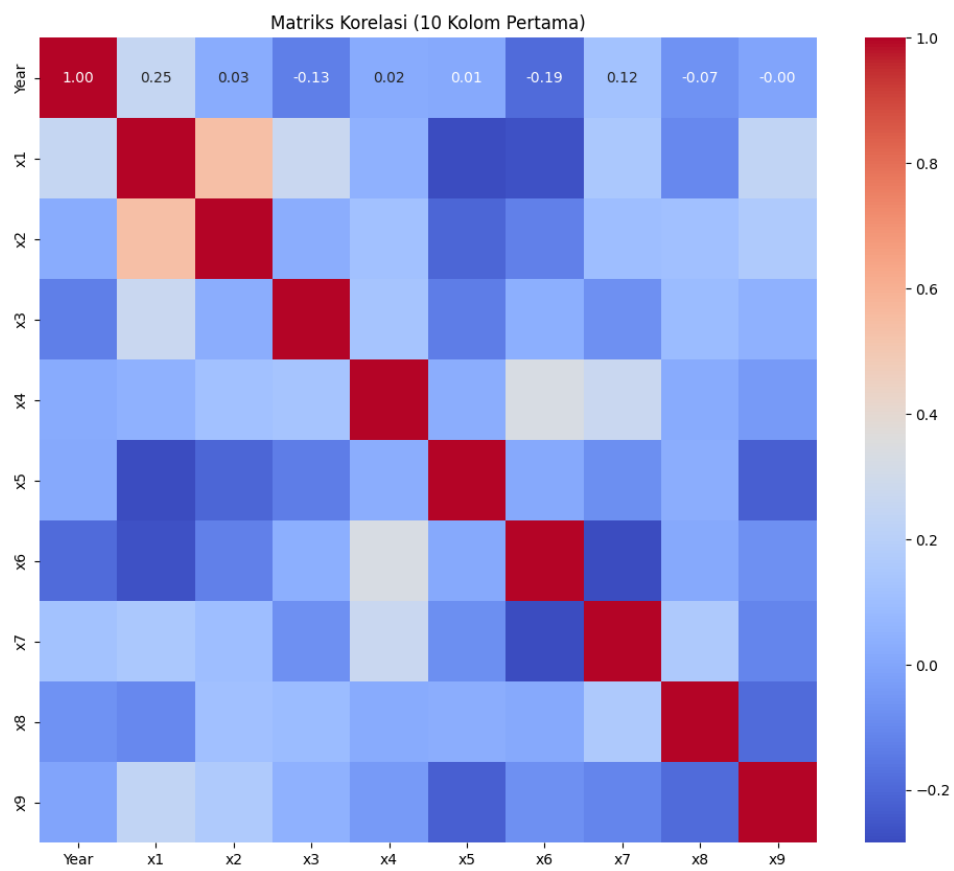 Matriks Korelasi (10 Kolom Pertama)
Year 1.00 0.25 0.03 -0.13 0.02 0.01 -0.19 0.12 -0.07 -0.00
x1
x2
x3
x4
x5
x6
x7
x8
x9
Year x1 x2 x3 x4 x5 x6 x7 x8 x9
1.0
0.8
0.6
0.4
0.2
0.0
−0.2